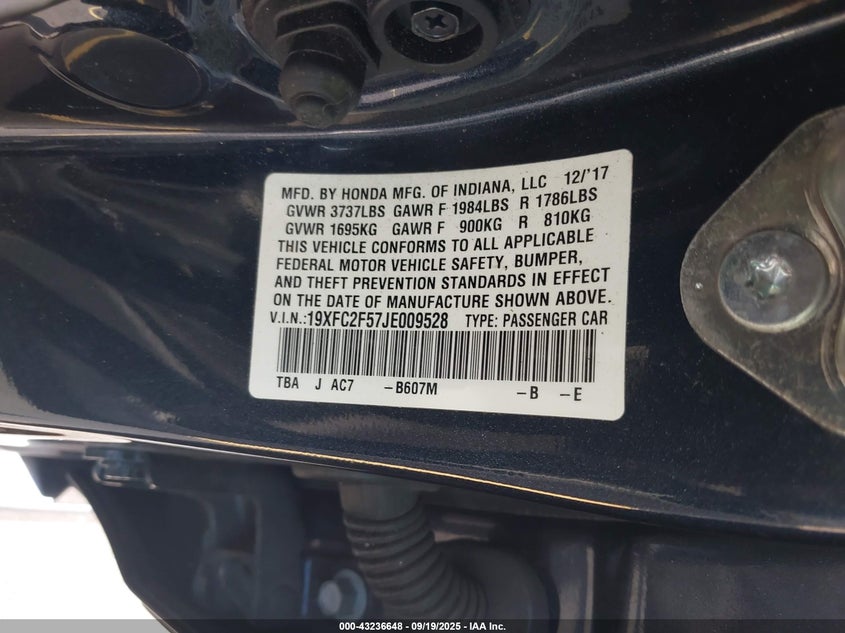 MFD. BY HONDA MFG. OF INDIANA, LLC 12/'17
GVWR 3737LBS GAWR F 1984LBS R 1786LBS
GVWR 1695KG GAWR F 900KG R 810KG
THIS VEHICLE CONFORMS TO ALL APPLICABLE
FEDERAL MOTOR VEHICLE SAFETY, BUMPER,
AND THEFT PREVENTION STANDARDS IN EFFECT
ON THE DATE OF MANUFACTURE SHOWN ABOVE.
V.I.N.:19XFC2F57JE009528 TYPE: PASSENGER CAR
TBA J AC7 –B607M –B –E
000-43236648 - 09/19/2025 - IAA Inc.